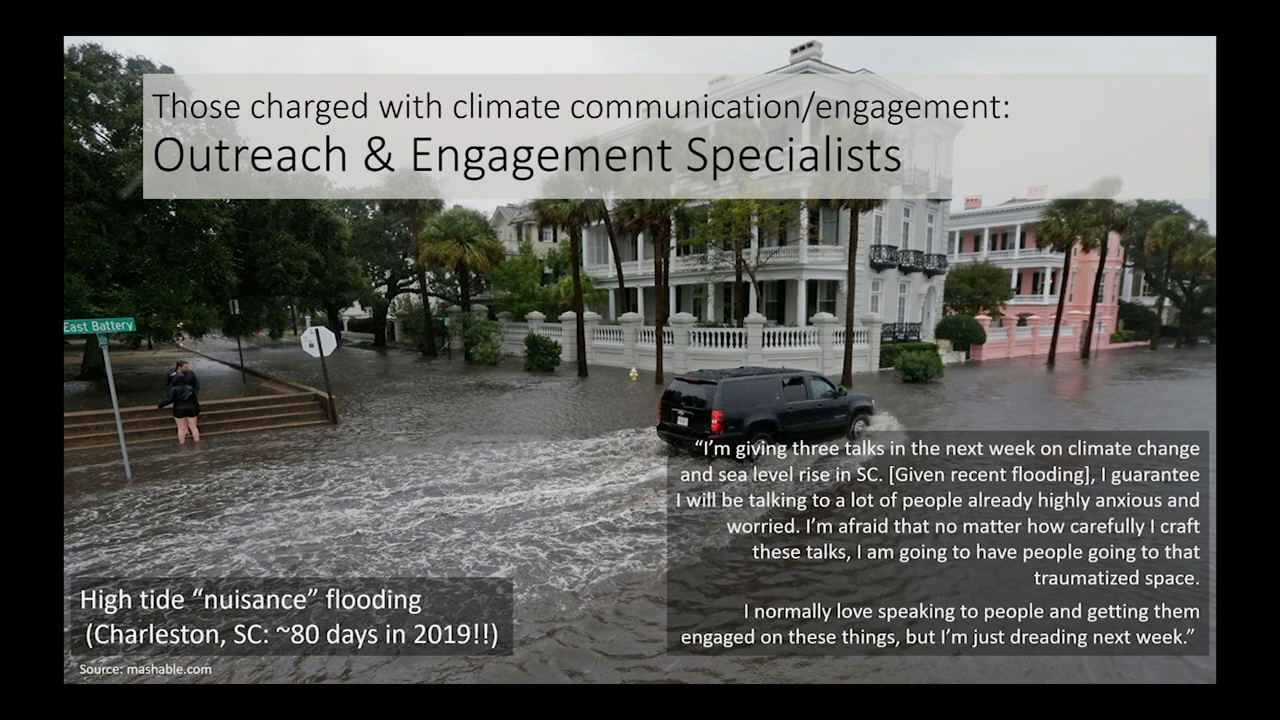 Those charged with climate communication/engagement:
Outreach & Engagement Specialists
East Battery
“I’m giving three talks in the next week on climate change
and sea level rise in SC. [Given recent flooding], I guarantee
I will be talking to a lot of people already highly anxious and
worried. I’m afraid that no matter how carefully I craft
these talks, I am going to have people going to that
traumatized space.
I normally love speaking to people and getting them
engaged on these things, but I’m just dreading next week.”
High tide “nuisance” flooding
(Charleston, SC: ~80 days in 2019!!)
Source: mashable.com